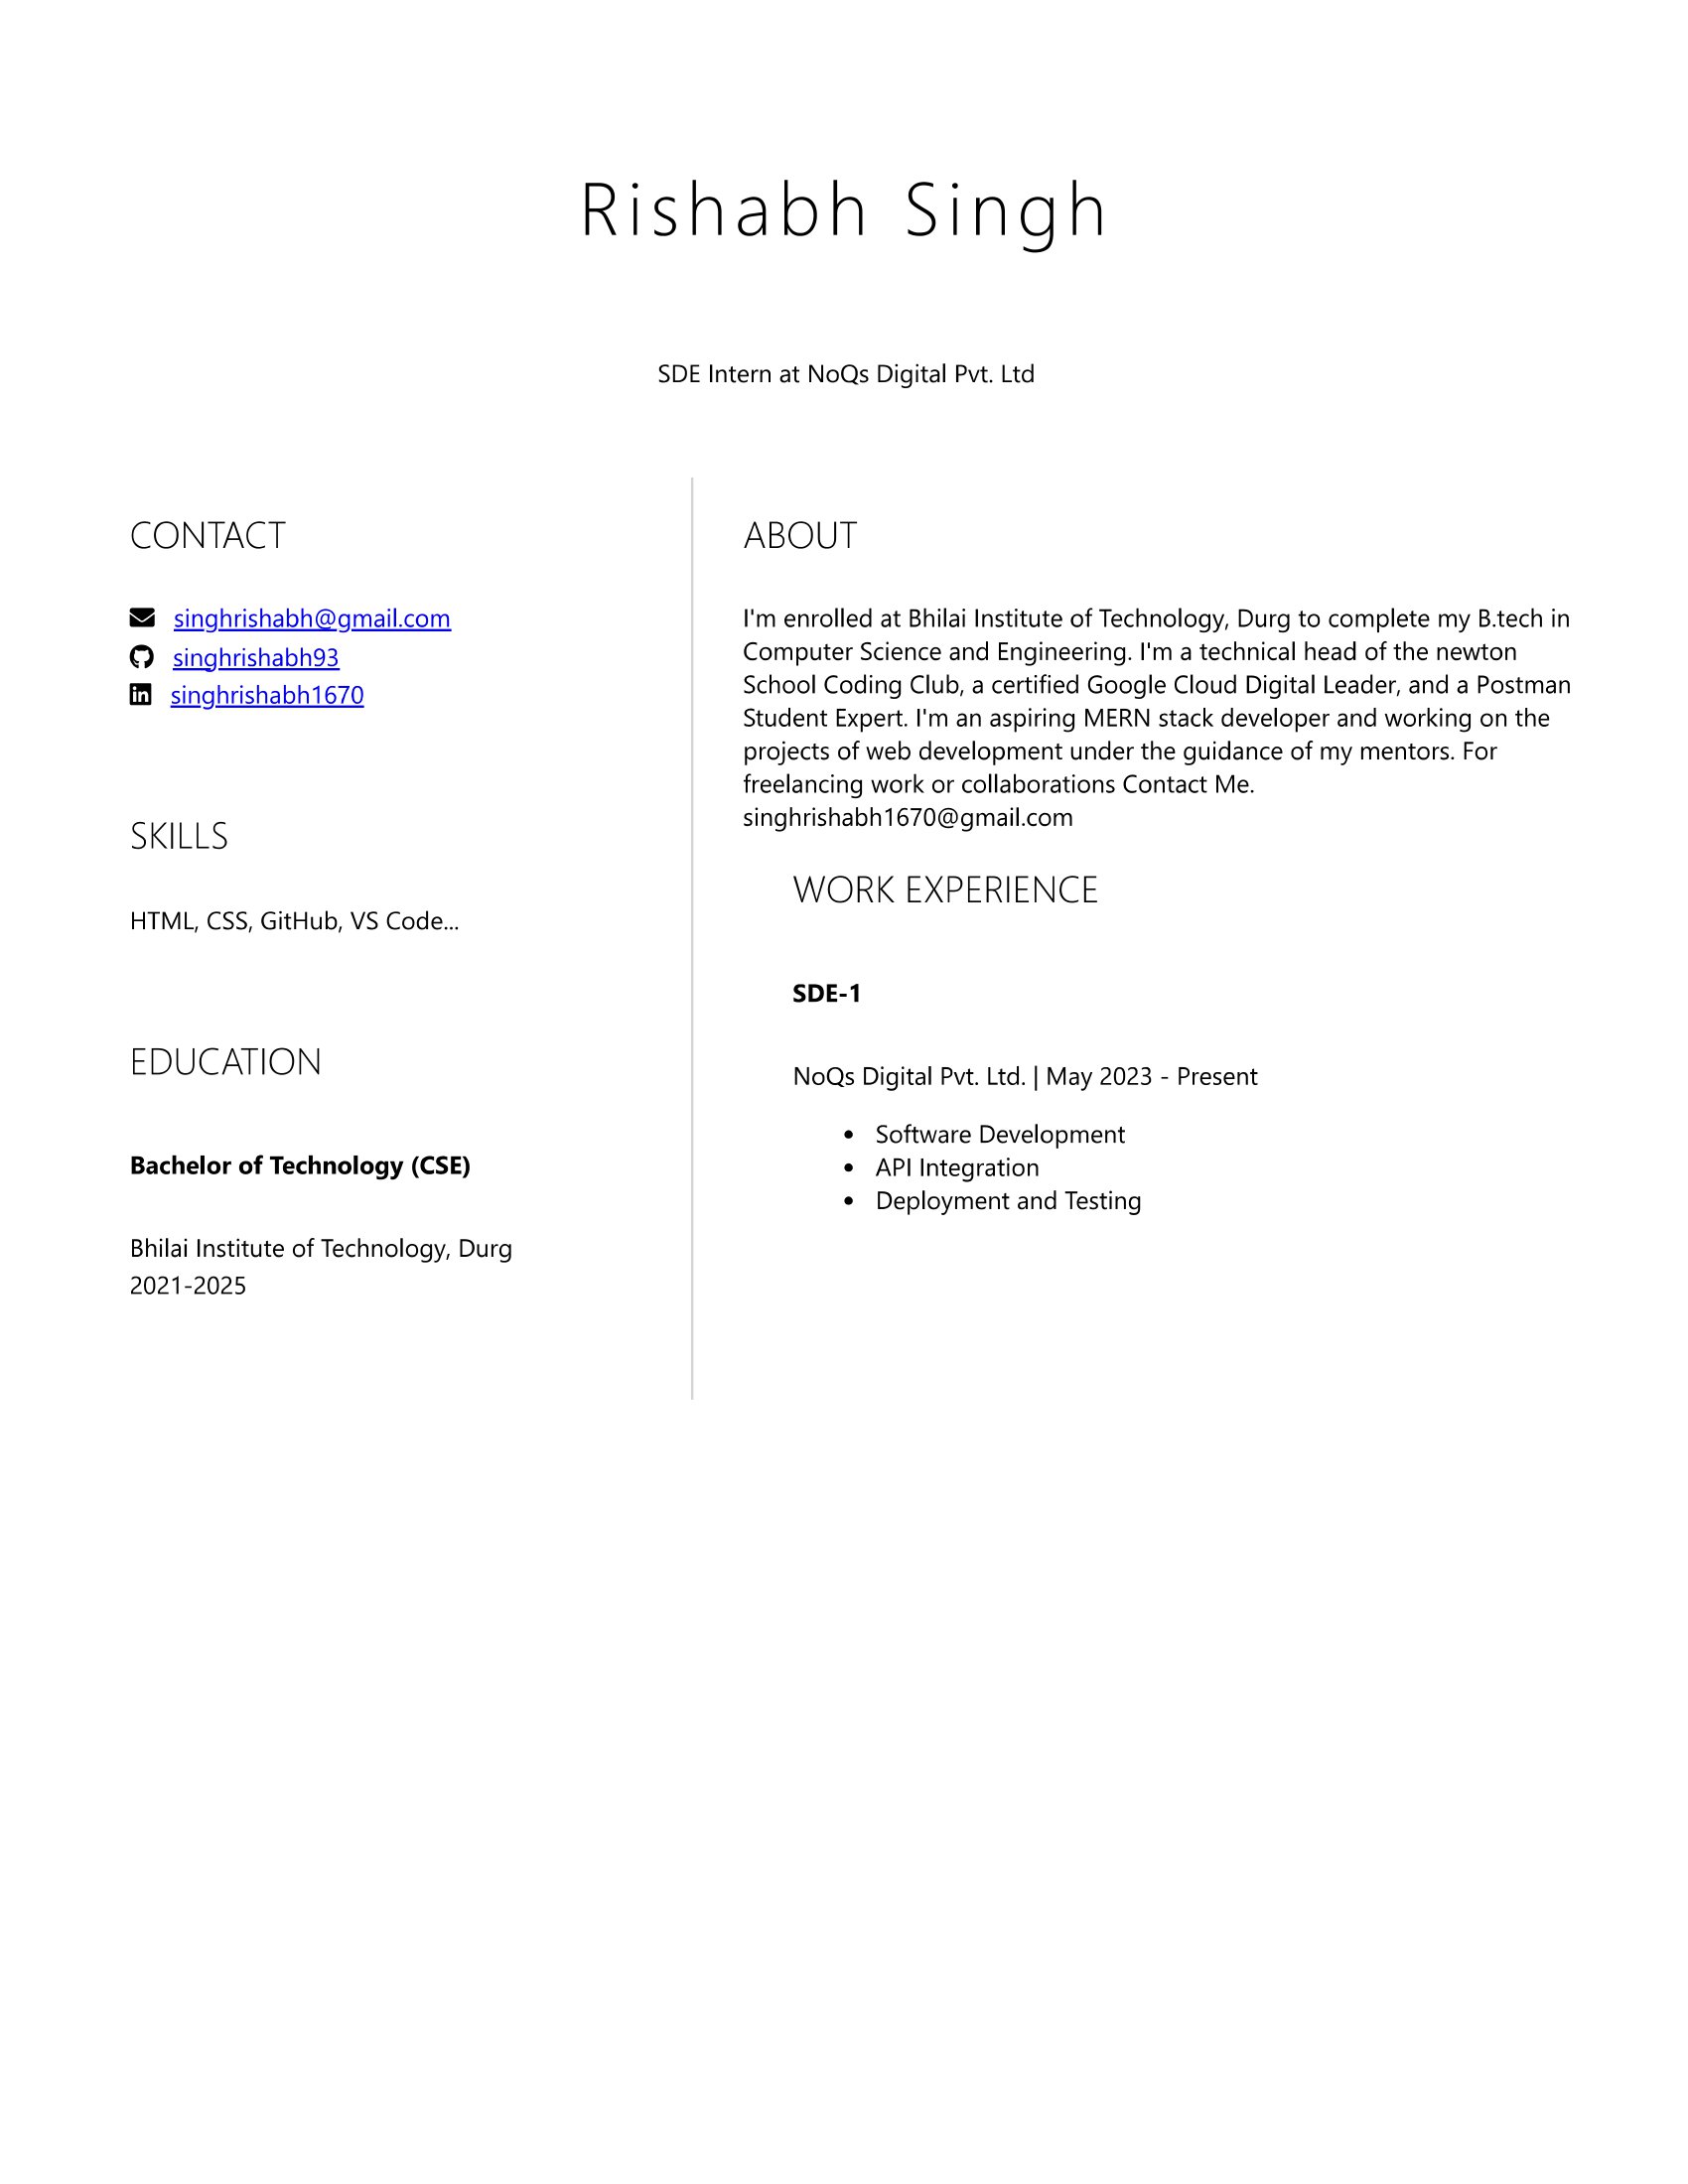 Rishabh Singh
SDE Intern at NoQs Digital Pvt. Ltd
CONTACT
singhrishabh@gmail.com
singhrishabh93
singhrishabh1670
SKILLS
HTML, CSS, GitHub, VS Code...
EDUCATION
Bachelor of Technology (CSE)
Bhilai Institute of Technology, Durg
2021-2025
ABOUT
I'm enrolled at Bhilai Institute of Technology, Durg to complete my B.tech in
Computer Science and Engineering. I'm a technical head of the newton
School Coding Club, a certified Google Cloud Digital Leader, and a Postman
Student Expert. I'm an aspiring MERN stack developer and working on the
projects of web development under the guidance of my mentors. For
freelancing work or collaborations Contact Me.
singhrishabh1670@gmail.com
WORK EXPERIENCE
SDE-1
NoQs Digital Pvt. Ltd. | May 2023 - Present
• Software Development
• API Integration
• Deployment and Testing